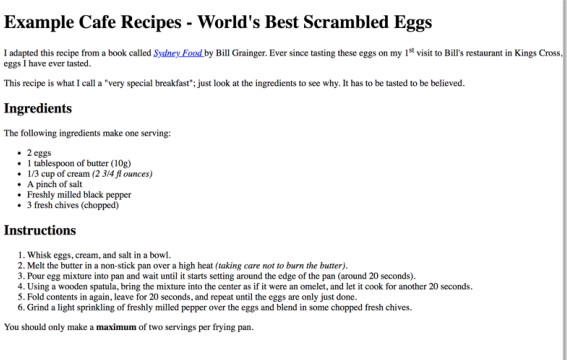 Example Cafe Recipes - World's Best Scrambled Eggs
I adapted this recipe from a book called Sydney Food by Bill Grainger. Ever since tasting these eggs on my 1st visit to Bill's restaurant in Kings Cross,
eggs I have ever tasted.
This recipe is what I call a "very special breakfast"; just look at the ingredients to see why. It has to be tasted to be believed.
Ingredients
The following ingredients make one serving:
• 2 eggs
• 1 tablespoon of butter (10g)
• 1/3 cup of cream (2 3/4 fl ounces)
• A pinch of salt
• Freshly milled black pepper
• 3 fresh chives (chopped)
Instructions
1. Whisk eggs, cream, and salt in a bowl.
2. Melt the butter in a non-stick pan over a high heat (taking care not to burn the butter).
3. Pour egg mixture into pan and wait until it starts setting around the edge of the pan (around 20 seconds).
4. Using a wooden spatula, bring the mixture into the center as if it were an omelet, and let it cook for another 20 seconds.
5. Fold contents in again, leave for 20 seconds, and repeat until the eggs are only just done.
6. Grind a light sprinkling of freshly milled pepper over the eggs and blend in some chopped fresh chives.
You should only make a maximum of two servings per frying pan.